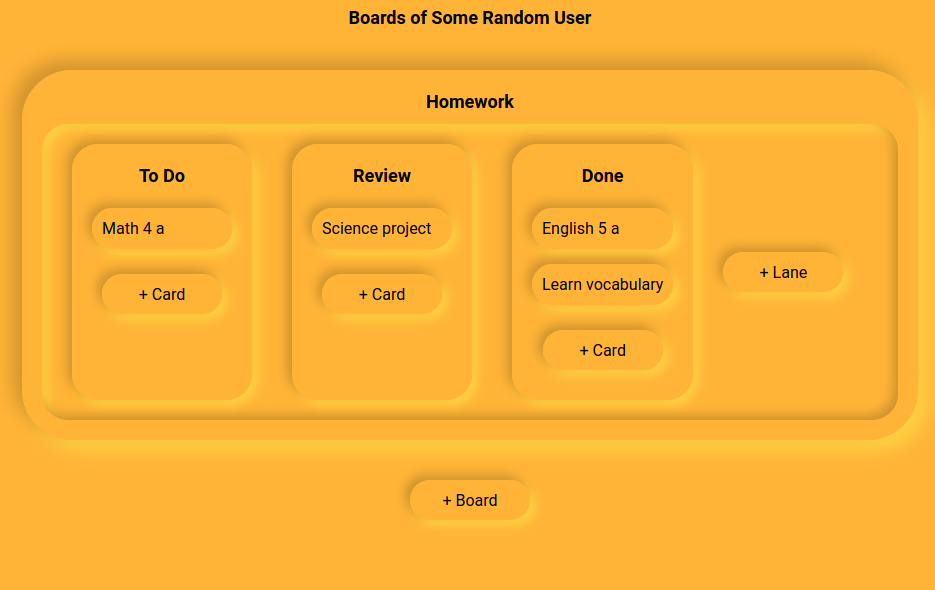 Boards of Some Random User
Homework
To Do
Math 4 a
+ Card
Review
Science project
+ Card
Done
English 5 a
Learn vocabulary
+ Card
+ Lane
+ Board